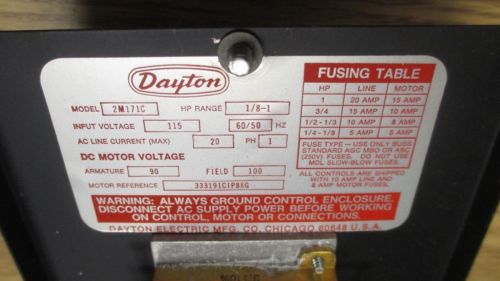 Dayton
MODEL 2M171C HP RANGE 1/8-1
INPUT VOLTAGE 115 60/50 HZ
AC LINE CURRENT (MAX) 20 PH 1
DC MOTOR VOLTAGE
ARMATURE 90 FIELD 100
MOTOR REFERENCE
FUSING TABLE
HP LINE MOTOR
1 20 AMP 15 AMP
3/4 15 AMP 10 AMP
1/2-1/3 10 AMP 8 AMP
1/4-1/8 5 AMP 5 AMP
FUSE TYPE – USE ONLY BUSS
STANDARD AGC MBO OR ABC
(250V) FUSES. DO NOT USE
MDL SLOW-BLOW FUSES.
ALL CONTROLS ARE SHIPPED
WITH 10 AMP LINE AND
8 AMP MOTOR FUSES.
WARNING: ALWAYS GROUND CONTROL ENCLOSURE.
DISCONNECT AC SUPPLY POWER BEFORE WORKING
ON CONTROL, MOTOR OR CONNECTIONS.
DAYTON ELECTRIC MFG. CO. CHICAGO 60648 U.S.A.